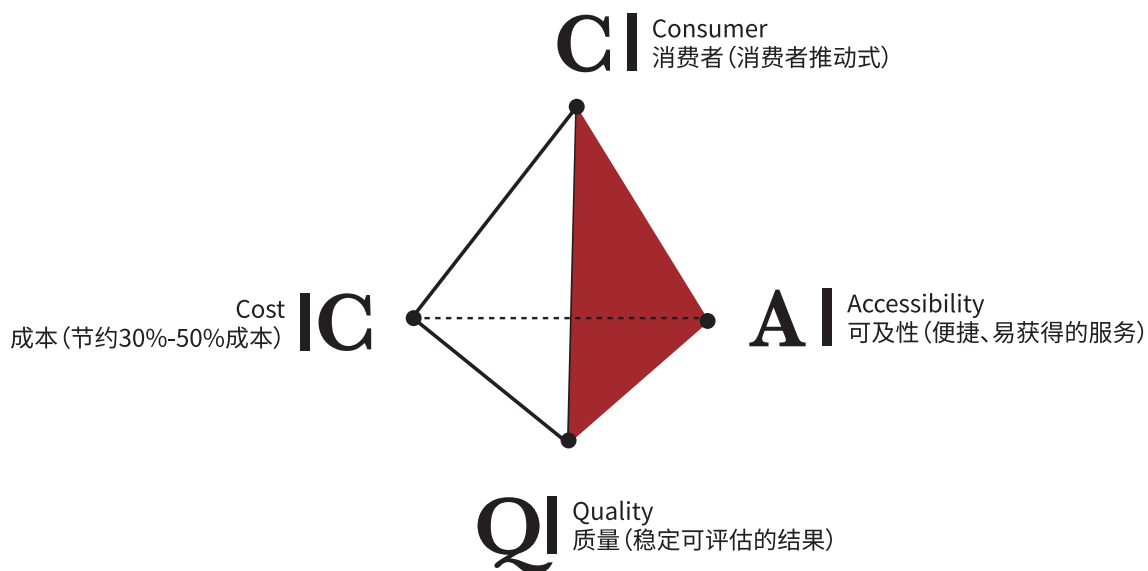 C
Consumer
消费者（消费者推动式）
Cost
成本（节约30%-50%成本）
C
A
Accessibility
可及性（便捷、易获得的服务）
Q
Quality
质量（稳定可评估的结果）